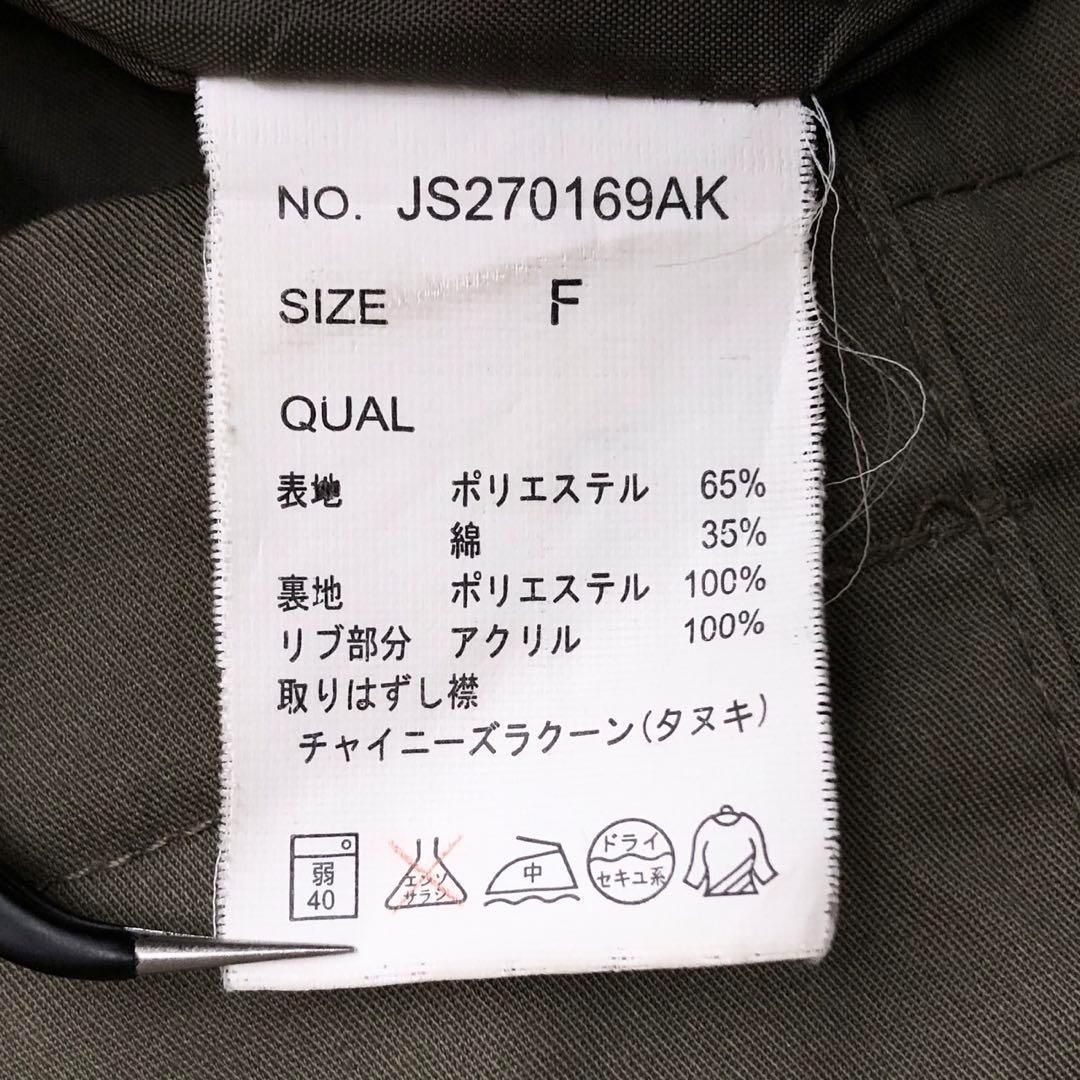 NO. JS270169AK
SIZE F
QUAL
表地 ポリエステル 65%
綿 35%
裏地 ポリエステル 100%
リブ部分 アクリル 100%
取りはずし襟
チャイニーズラクーン(タヌキ)
弱
40
エンソ
サラシ
中
ドライ
セキユ系